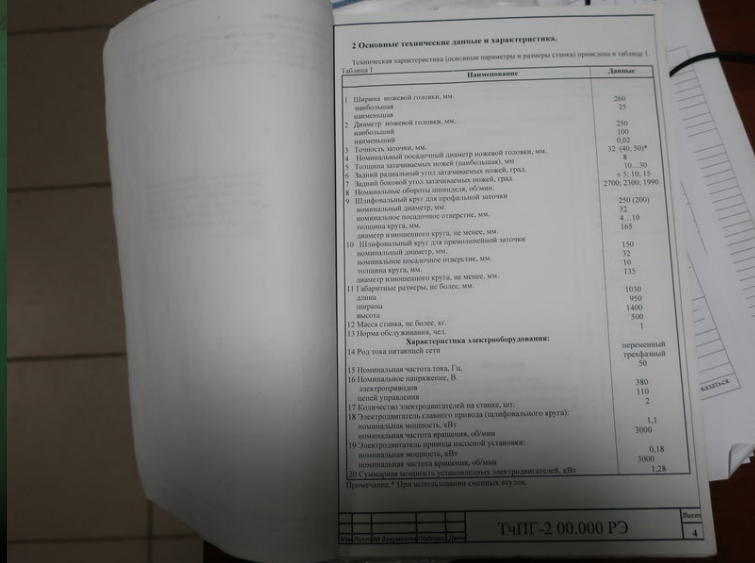 2 Основные технические данные и характеристика.
Техническая характеристика (основные параметры и размеры станка) приведена в таблице 1.
Таблица 1
Наименование Данные
1 Ширина ножевой головки, мм.
наибольшая 260
наименьшая 25
2 Диаметр ножевой головки, мм.
наибольший 250
наименьший 100
3 Точность заточки, мм. 0,02
4 Номинальный посадочный диаметр ножевой головки, мм. 32 (40, 50)*
5 Толщина затачиваемых ножей (наибольшая), мм 8
6 Задний радиальный угол затачиваемых ножей, град. 10...30
7 Задний боковой угол затачиваемых ножей, град. 5; 10; 15
8 Номинальные обороты шпинделя, об/мин. 2700; 2300; 1990
9 Шлифовальный круг для профильной заточки
номинальный диаметр, мм. 250 (200)
номинальное посадочное отверстие, мм. 32
толщина круга, мм. 4...10
диаметр изношенного круга, не менее, мм. 165
10 Шлифовальный круг для прямолинейной заточки
номинальный диаметр, мм. 150
номинальное посадочное отверстие, мм. 32
толщина круга, мм. 10
диаметр изношенного круга, не менее, мм. 135
11 Габаритные размеры, не более, мм.
длина 1030
ширина 950
высота 1400
12 Масса станка, не более, кг. 500
13 Норма обслуживания, чел. 1
Характеристика электрооборудования:
14 Род тока питающей сети переменный
трехфазный
15 Номинальная частота тока, Гц. 50
16 Номинальное напряжение, В.
электроприводов 380
цепей управления 110
17 Количество электродвигателей на станке, шт. 2
18 Электродвигатель главного привода (шлифовального круга):
номинальная мощность, кВт 1,1
номинальная частота вращения, об/мин 3000
19 Электродвигатель привода насосной установки:
номинальная мощность, кВт 0,18
номинальная частота вращения, об/мин 3000
20 Суммарная мощность установленных электродвигателей, кВт 1,28
Примечание.* При использовании сменных втулок.
Изм Лист № документа Подпись Дата
ТчПГ-2 00.000 РЭ
Лист
4
казаться